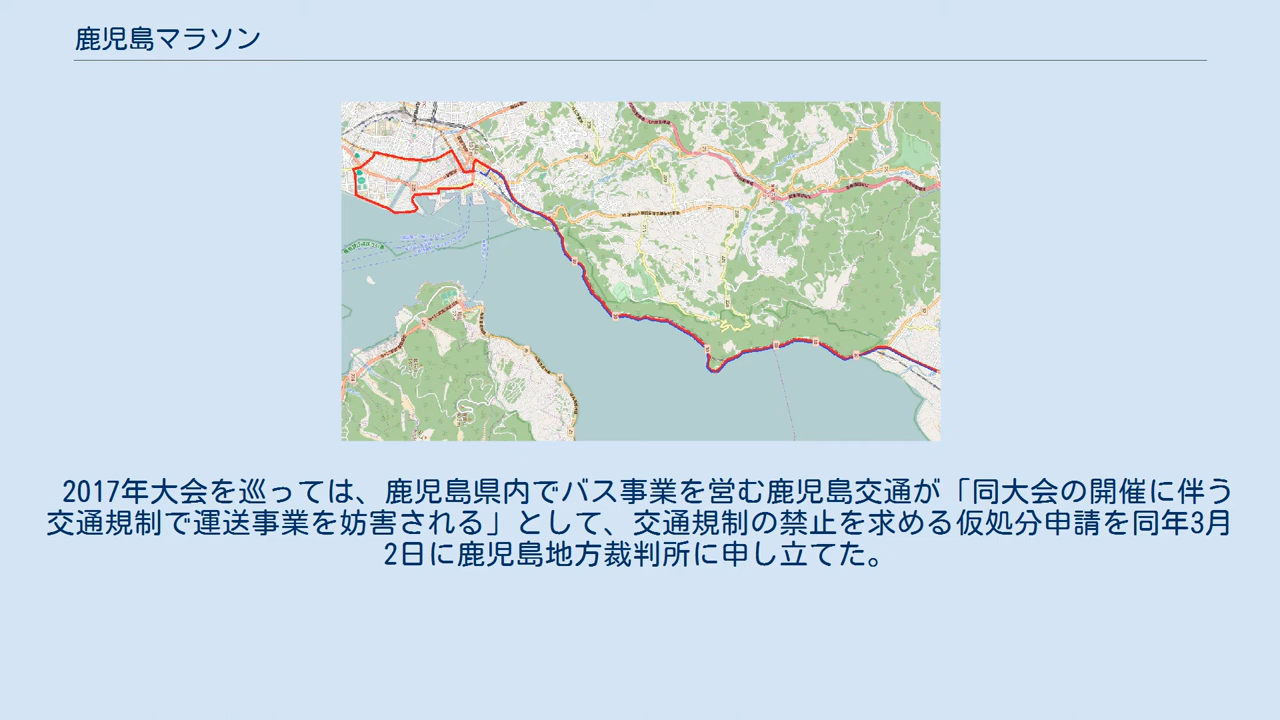 鹿児島マラソン
2017年大会を巡っては、鹿児島県内でバス事業を営む鹿児島交通が「同大会の開催に伴う
交通規制で運送事業を妨害される」として、交通規制の禁止を求める仮処分申請を同年3月
2日に鹿児島地方裁判所に申し立てた。